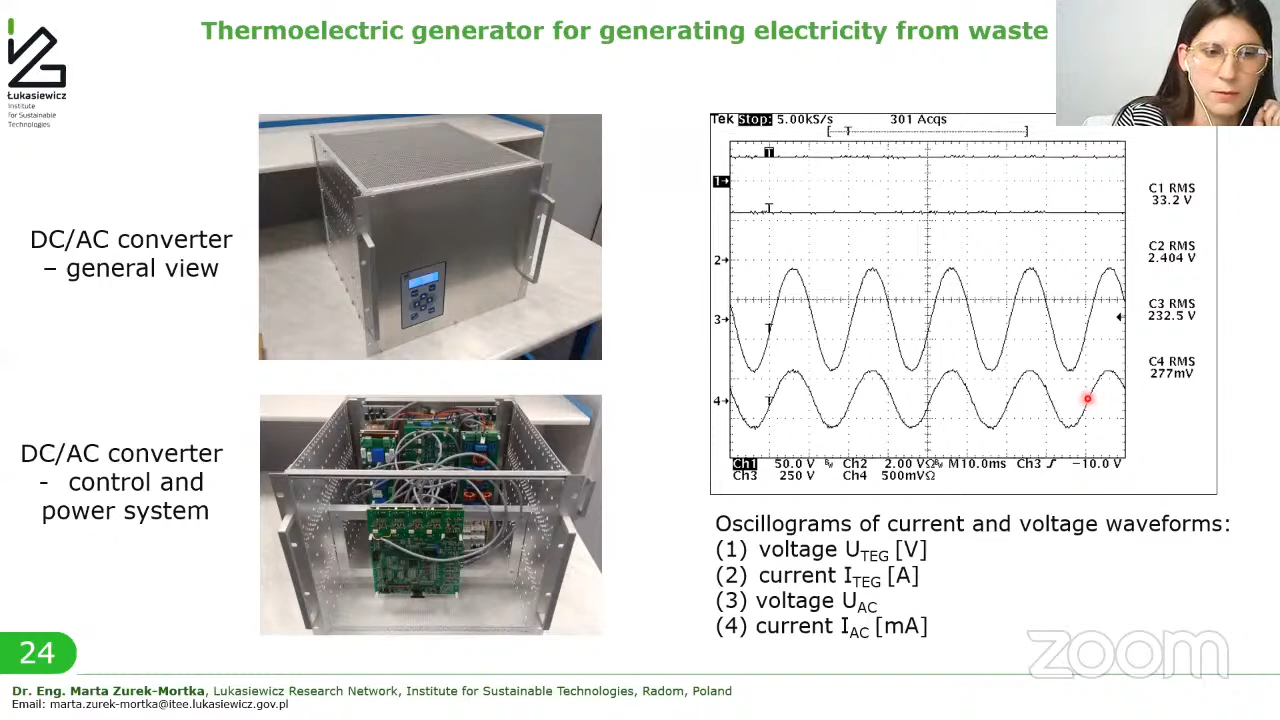 Thermoelectric generator for generating electricity from waste
Łukasiewicz
Institute
For Sustainable
Technologies
DC/AC converter
– general view
DC/AC converter
- control and
power system
Tek Stop: 5.00kS/s 301 Acqs
T
T
T
T
1
2
3
4
C1 RMS
33.2 V
C2 RMS
2.404 V
C3 RMS
232.5 V
C4 RMS
277mV
Ch1 50.0 V Ch2 2.00 VΩ M10.0ms Ch3 −10.0 V
Ch3 250 V Ch4 500mVΩ
Oscillograms of current and voltage waveforms:
(1) voltage UTEG [V]
(2) current ITEG [A]
(3) voltage UAC
(4) current IAC [mA]
24
zoom
Dr. Eng. Marta Zurek-Mortka, Lukasiewicz Research Network, Institute for Sustainable Technologies, Radom, Poland
Email: marta.zurek-mortka@itee.lukasiewicz.gov.pl